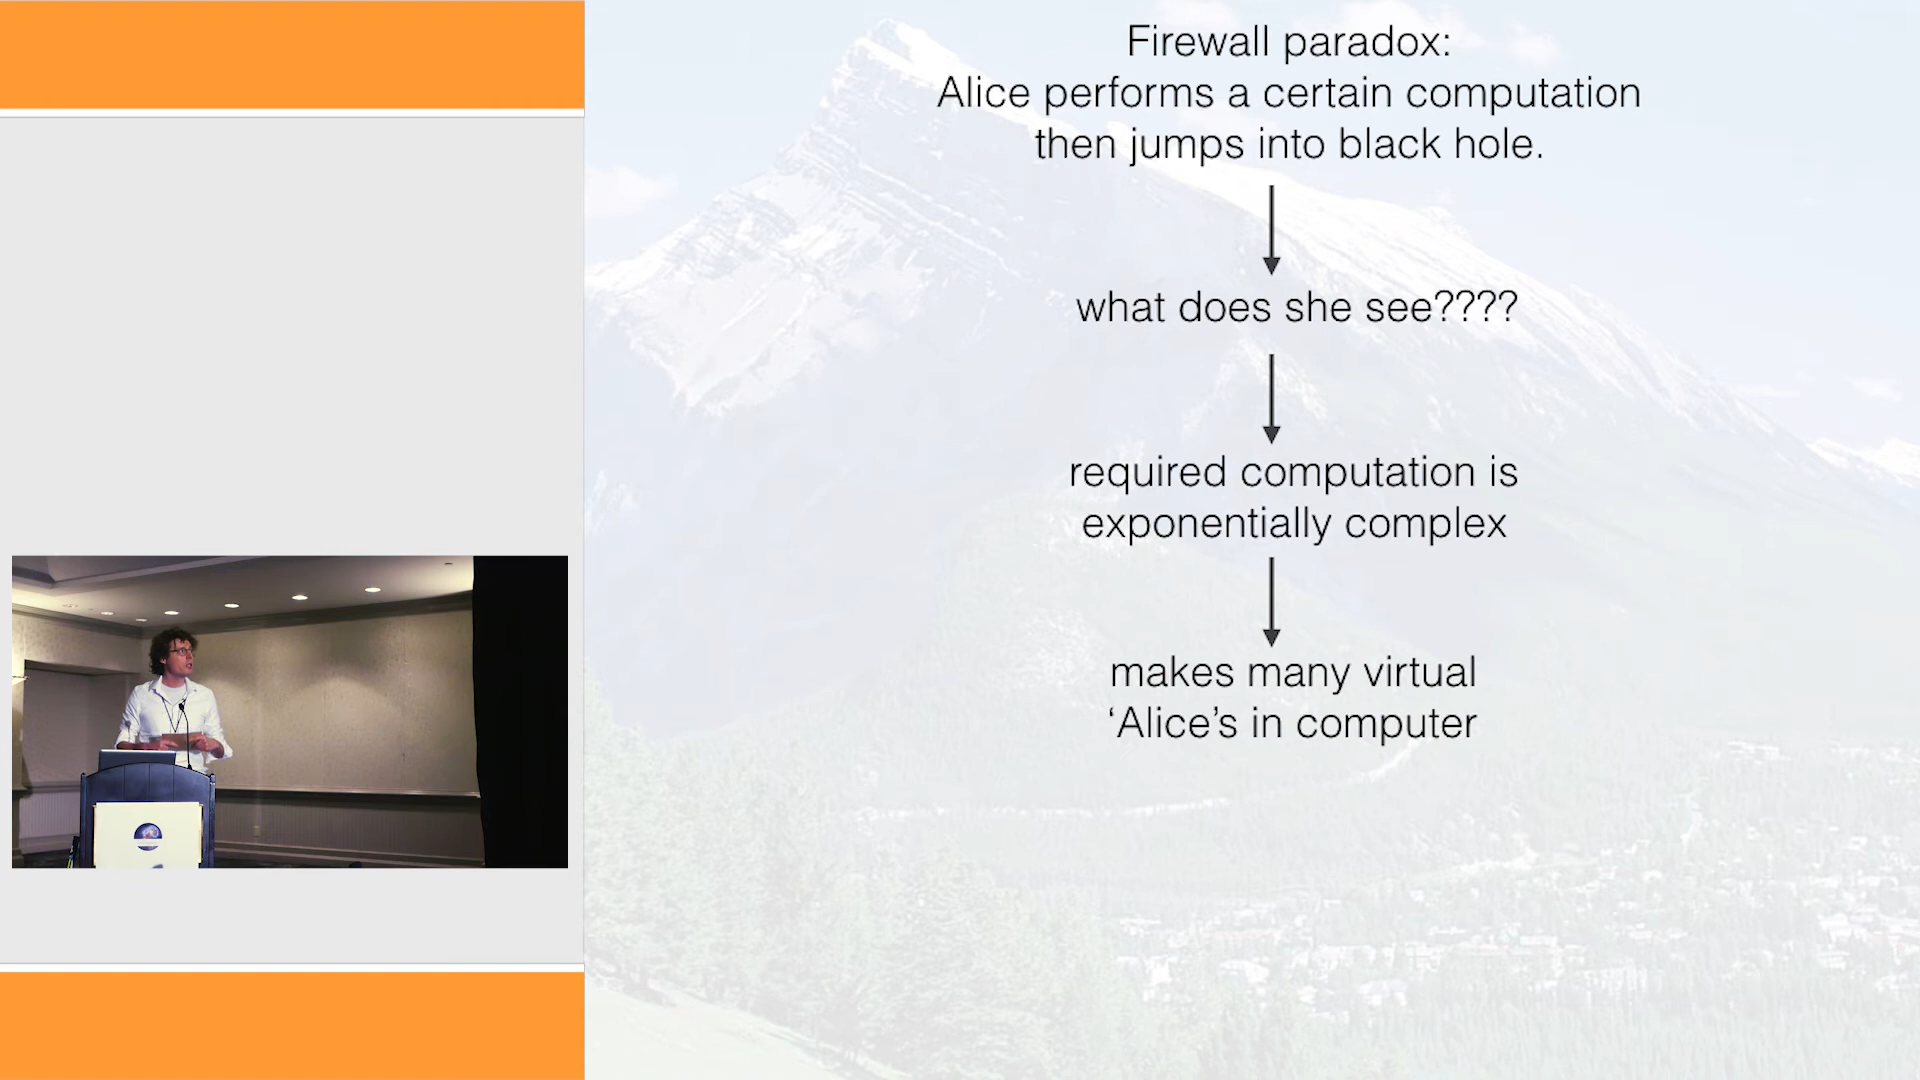 Firewall paradox:
Alice performs a certain computation
then jumps into black hole.
what does she see????
required computation is
exponentially complex
makes many virtual
‘Alice’s in computer